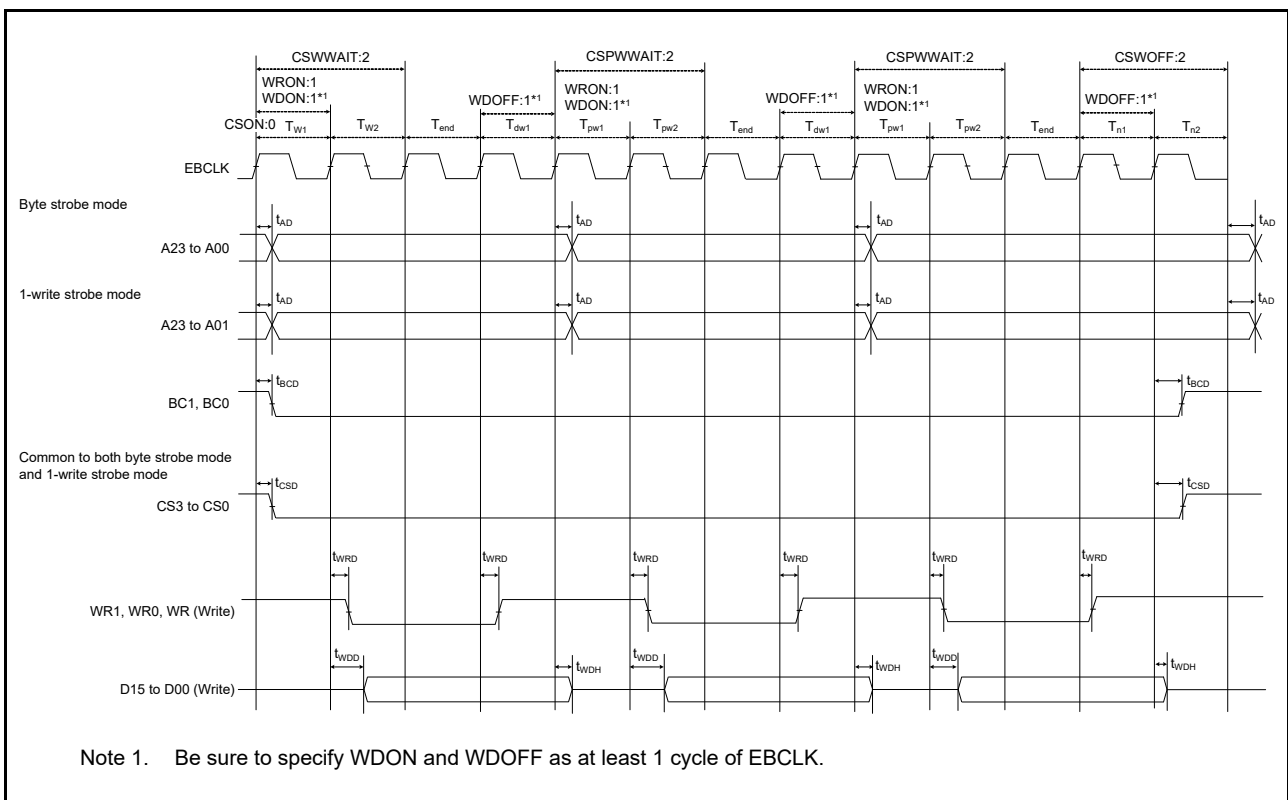 CSWWAIT:2 CSPWWAIT:2 CSPWWAIT:2 CSWOFF:2
WRON:1 WRON:1 WRON:1
WDON:1*1 WDOFF:1*1 WDON:1*1 WDOFF:1*1 WDON:1*1 WDOFF:1*1
CSON:0 TW1 TW2 Tend Tdw1 Tpw1 Tpw2 Tend Tdw1 Tpw1 Tpw2 Tend Tn1 Tn2
EBCLK
Byte strobe mode
tAD tAD tAD tAD
A23 to A00
1-write strobe mode
tAD tAD tAD tAD
A23 to A01
tBCD tBCD
BC1, BC0
Common to both byte strobe mode
and 1-write strobe mode
tCSD tCSD
CS3 to CS0
tWRD tWRD tWRD tWRD tWRD tWRD
WR1, WR0, WR (Write)
tWDD tWDH tWDD tWDH tWDD tWDH
D15 to D00 (Write)
Note 1. Be sure to specify WDON and WDOFF as at least 1 cycle of EBCLK.